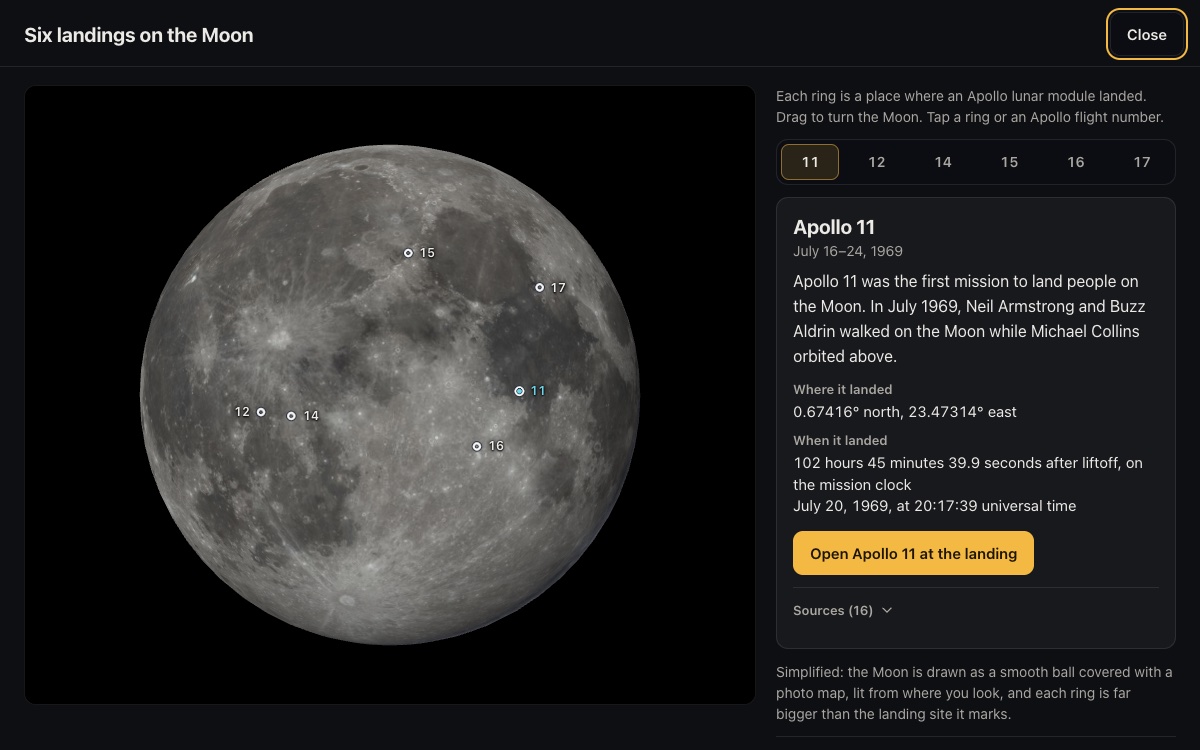 Six landings on the Moon
Close
15
17
11
12
14
16
Each ring is a place where an Apollo lunar module landed.
Drag to turn the Moon. Tap a ring or an Apollo flight number.
11 12 14 15 16 17
Apollo 11
July 16–24, 1969
Apollo 11 was the first mission to land people on
the Moon. In July 1969, Neil Armstrong and Buzz
Aldrin walked on the Moon while Michael Collins
orbited above.
Where it landed
0.67416° north, 23.47314° east
When it landed
102 hours 45 minutes 39.9 seconds after liftoff, on
the mission clock
July 20, 1969, at 20:17:39 universal time
Open Apollo 11 at the landing
Sources (16)
Simplified: the Moon is drawn as a smooth ball covered with a
photo map, lit from where you look, and each ring is far
bigger than the landing site it marks.